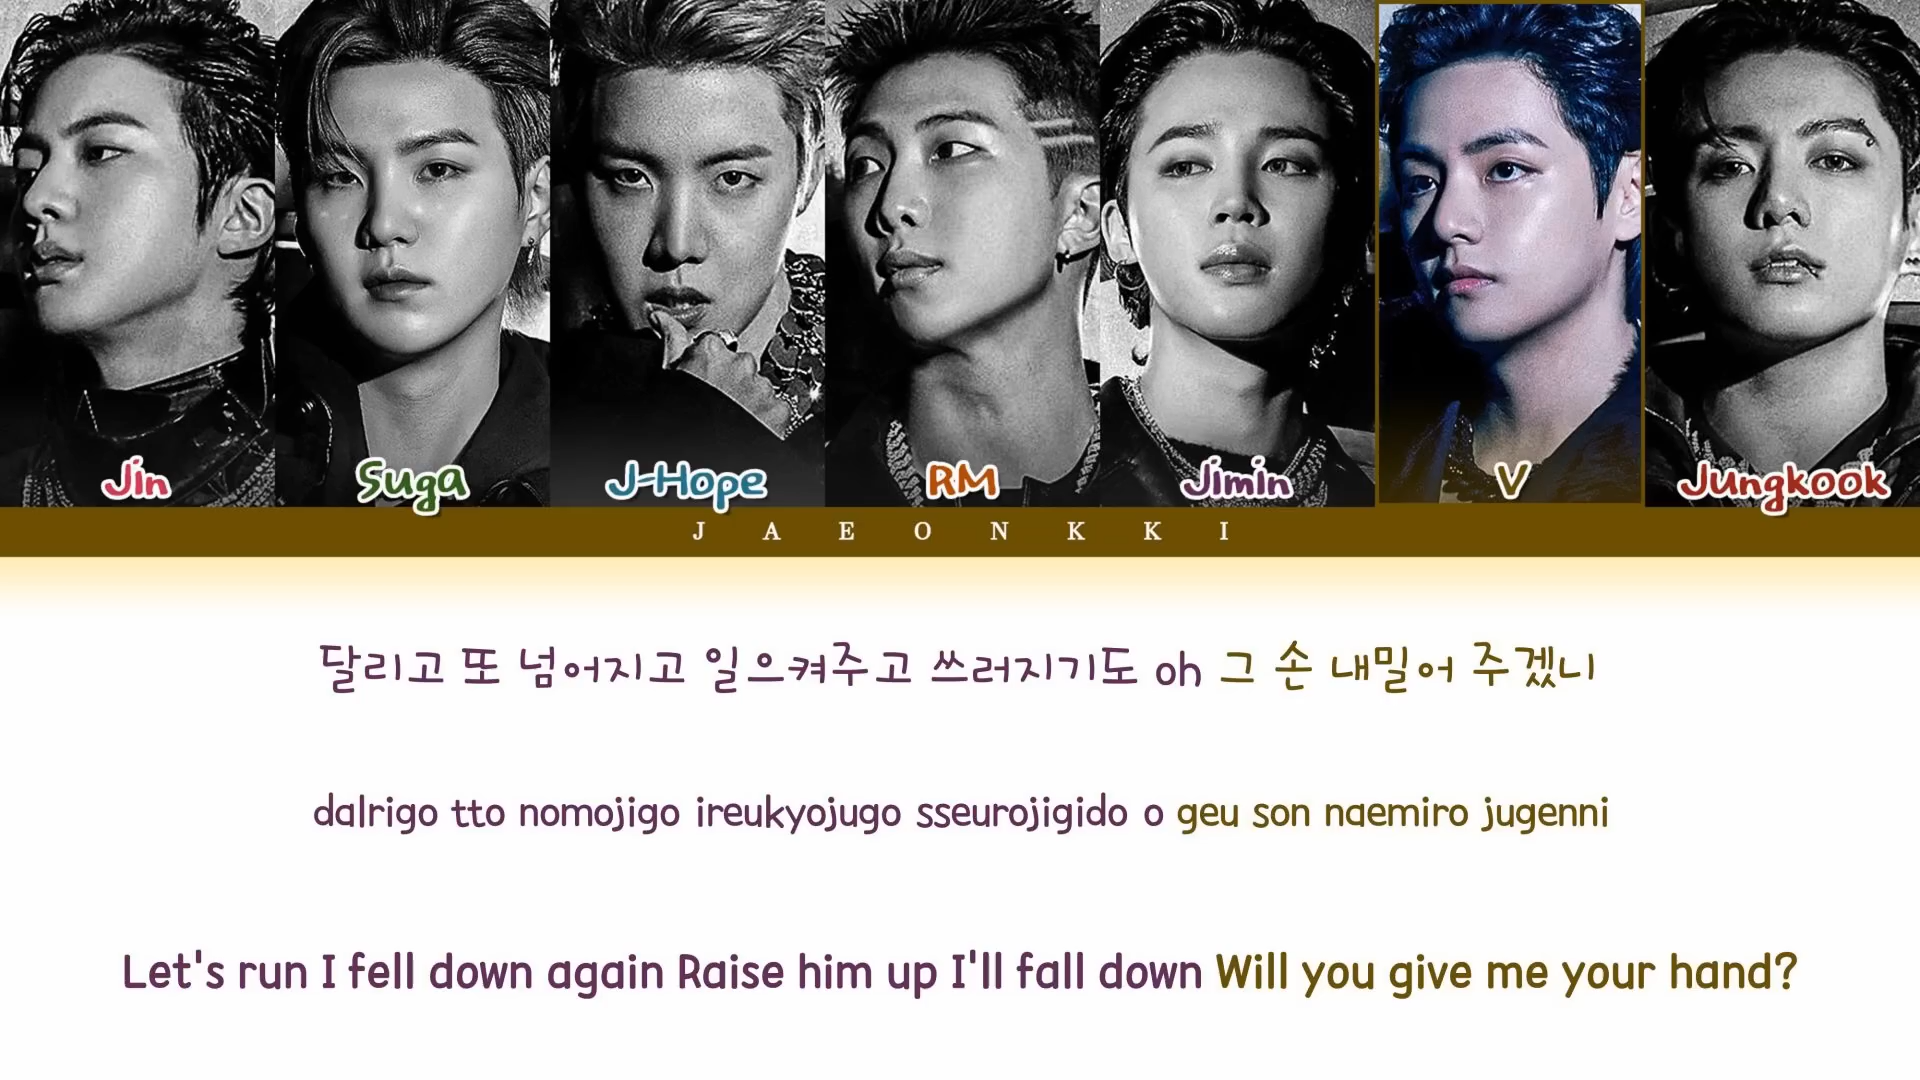 Jin Suga J-Hope RM Jimin V Jungkook
JAEONKKI
달리고 또 넘어지고 일으켜주고 쓰러지기도 oh 그 손 내밀어 주겠니
dalrigo tto nomojigo ireukyojugo sseurojigido o geu son naemiro jugenni
Let's run I fell down again Raise him up I'll fall down Will you give me your hand?